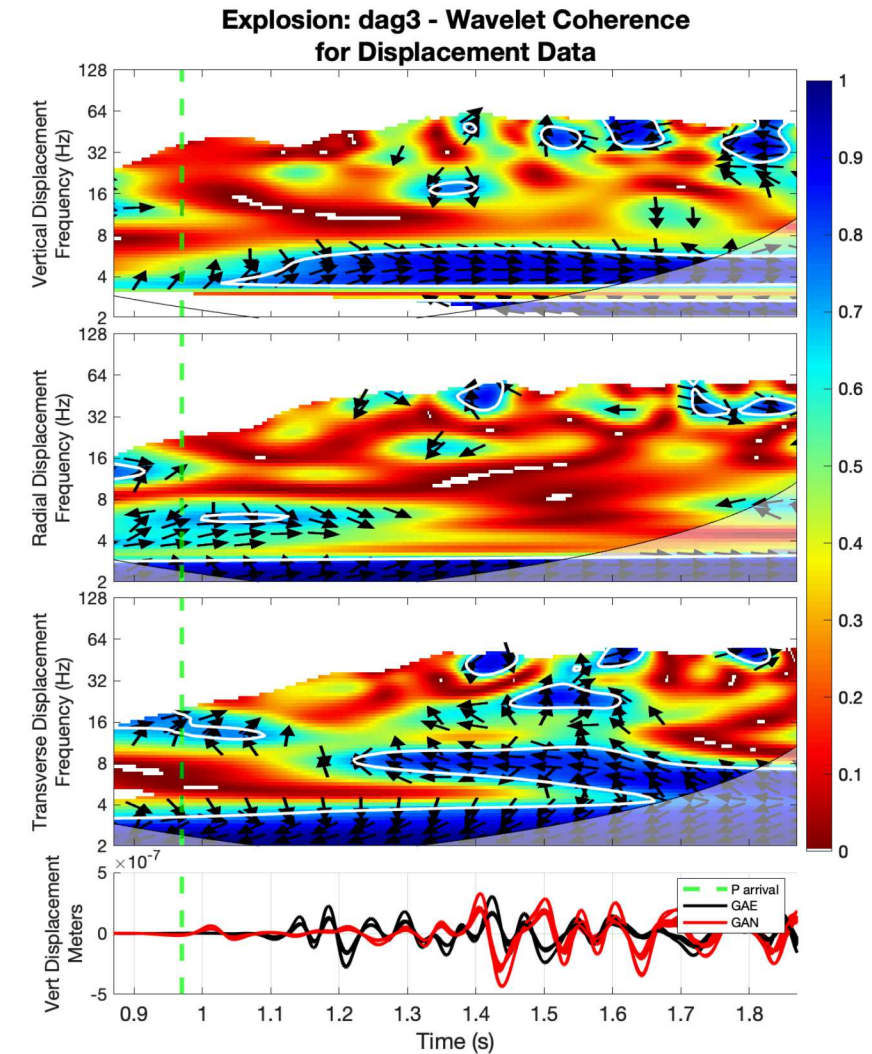 Explosion: dag3 - Wavelet Coherence
for Displacement Data
Vertical Displacement
Frequency (Hz)
128
64
32
16
8
4
2
Radial Displacement
Frequency (Hz)
128
64
32
16
8
4
2
Transverse Displacement
Frequency (Hz)
128
64
32
16
8
4
2
1
0.9
0.8
0.7
0.6
0.5
0.4
0.3
0.2
0.1
0
×10⁻⁷
Vert Displacement
Meters
5
0
-5
P arrival
GAE
GAN
0.9 1 1.1 1.2 1.3 1.4 1.5 1.6 1.7 1.8
Time (s)